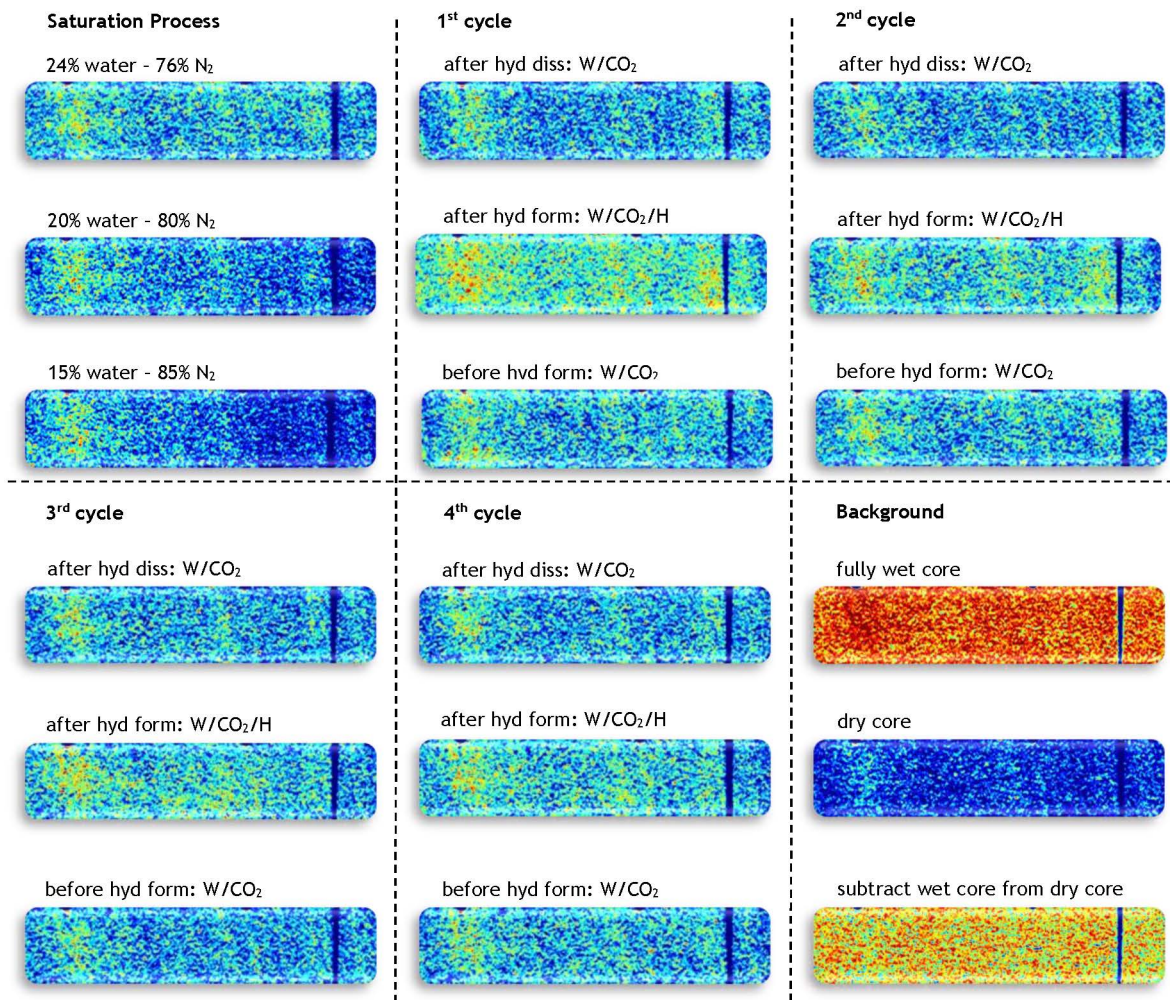 Saturation Process
24% water – 76% N₂
20% water – 80% N₂
15% water – 85% N₂
1ˢᵗ cycle
after hyd diss: W/CO₂
after hyd form: W/CO₂/H
before hvd form: W/CO₂
2ⁿᵈ cycle
after hyd diss: W/CO₂
after hyd form: W/CO₂/H
before hyd form: W/CO₂
3ʳᵈ cycle
after hyd diss: W/CO₂
after hyd form: W/CO₂/H
before hyd form: W/CO₂
4ᵗʰ cycle
after hyd diss: W/CO₂
after hyd form: W/CO₂/H
before hyd form: W/CO₂
Background
fully wet core
dry core
subtract wet core from dry core